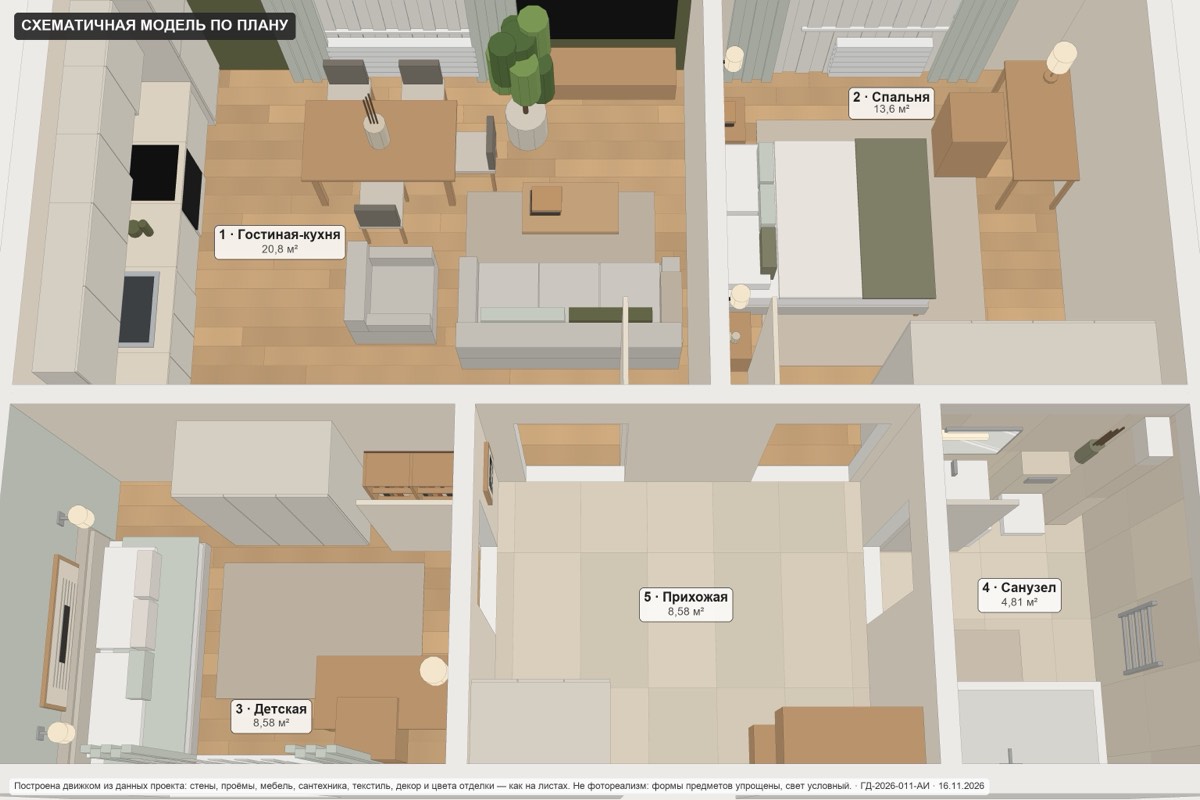 СХЕМАТИЧНАЯ МОДЕЛЬ ПО ПЛАНУ
2 · Спальня
13,6 м²
1 · Гостиная-кухня
20,8 м²
4 · Санузел
4,81 м²
5 · Прихожая
8,58 м²
3 · Детская
8,58 м²
Построена движком из данных проекта: стены, проёмы, мебель, сантехника, текстиль, декор и цвета отделки — как на листах. Не фотореализм: формы предметов упрощены, свет условный. · ГД-2026-011-АИ · 16.11.2026